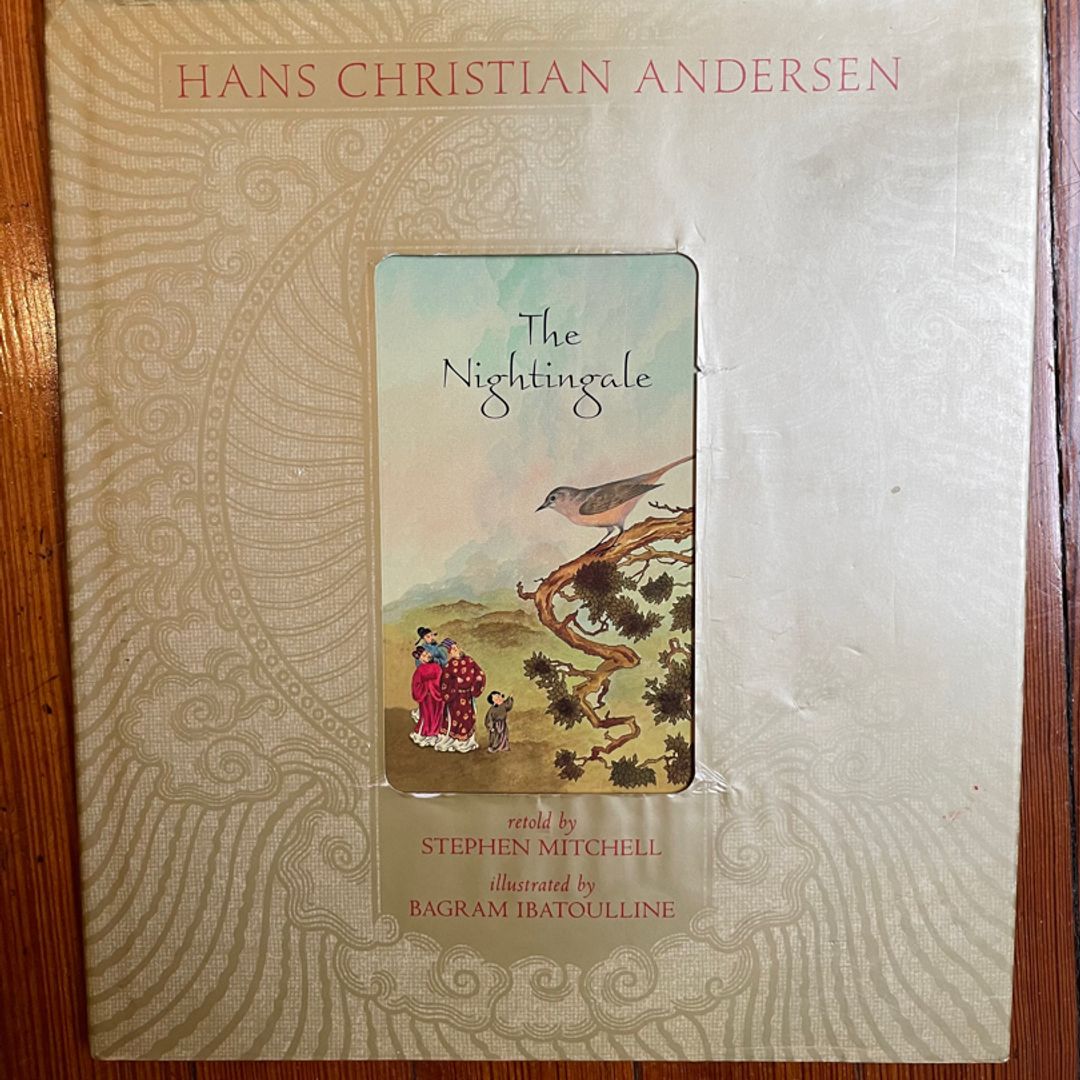 HANS CHRISTIAN ANDERSEN
The
Nightingale
retold by
STEPHEN MITCHELL
illustrated by
BAGRAM IBATOULLINE